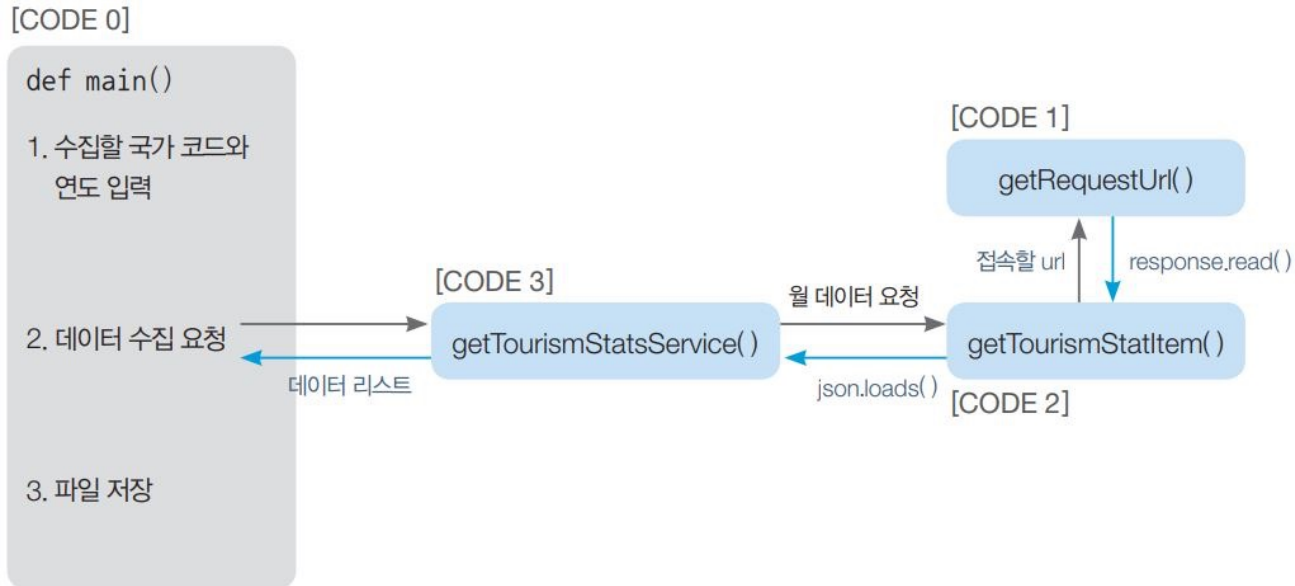 [CODE 0]
def main()
1. 수집할 국가 코드와
연도 입력
2. 데이터 수집 요청
데이터 리스트
3. 파일 저장
[CODE 3]
getTourismStatsService( )
월 데이터 요청
json.loads( )
[CODE 1]
getRequestUrl( )
접속할 url
response.read( )
getTourismStatItem( )
[CODE 2]